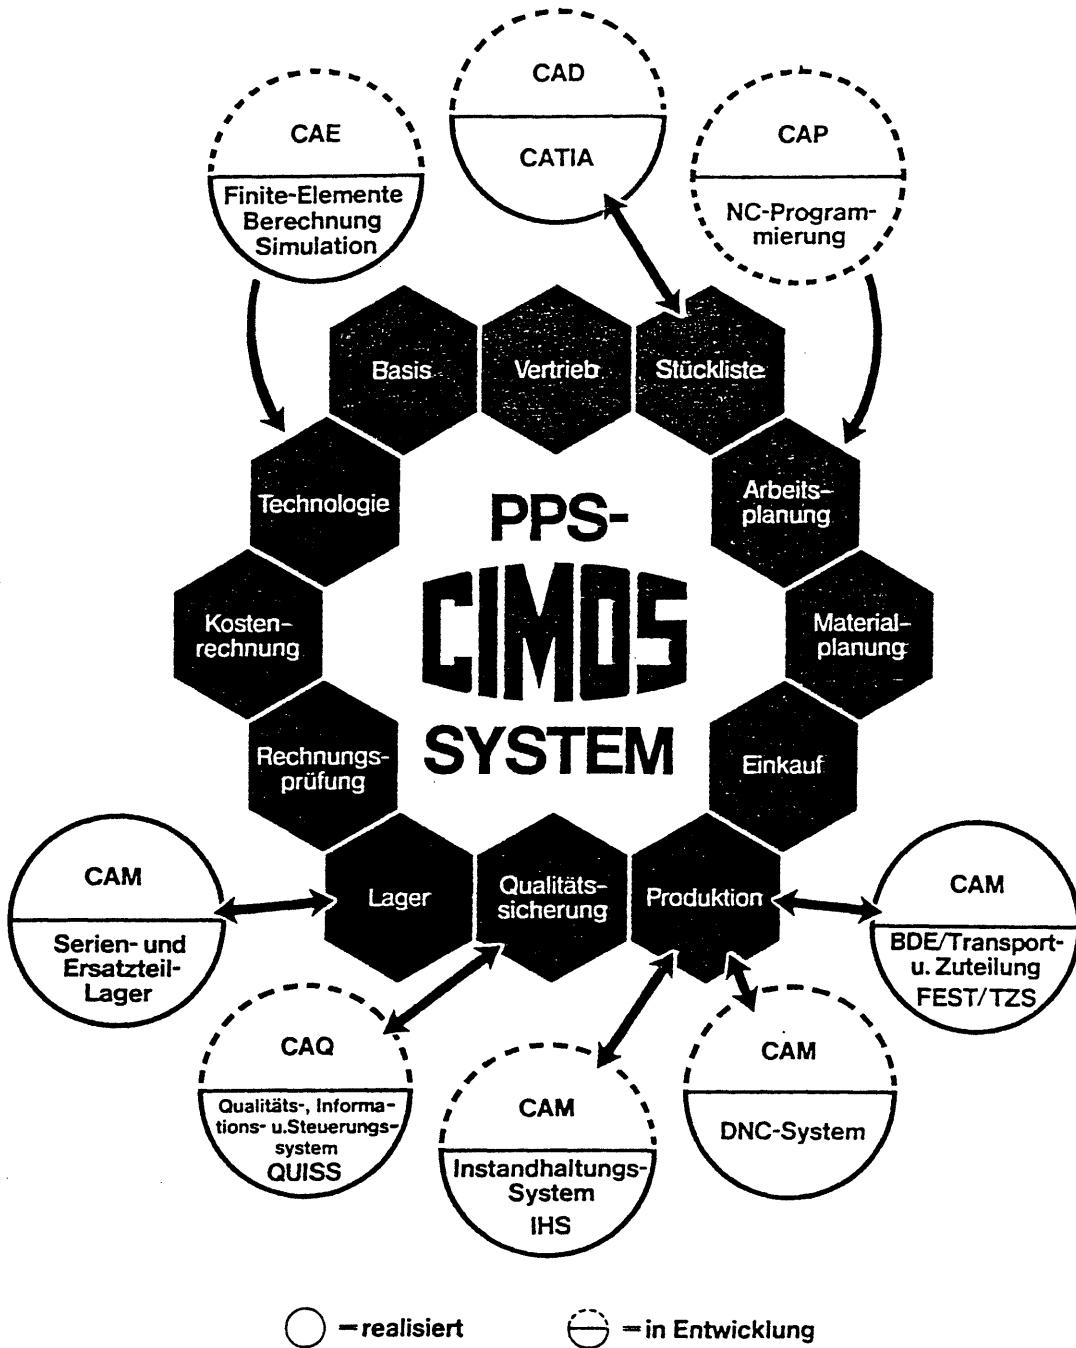 CAE
Finite-Elemente
Berechnung
Simulation
CAD
CATIA
CAP
NC-Program-
mierung
Basis
Vertrieb
Stückliste
Technologie
Arbeits-
planung
Kosten-
rechnung
Material-
planung
Rechnungs-
prüfung
Einkauf
PPS-
CIMOS
SYSTEM
Lager
Qualitäts-
sicherung
Produktion
CAM
Serien- und
Ersatzteil-
Lager
CAM
BDE/Transport-
u. Zuteilung
FEST/TZS
CAQ
Qualitäts-, Informa-
tions- u.Steuerungs-
system
QUISS
CAM
Instandhaltungs-
System
IHS
CAM
DNC-System
=realisiert
=in Entwicklung